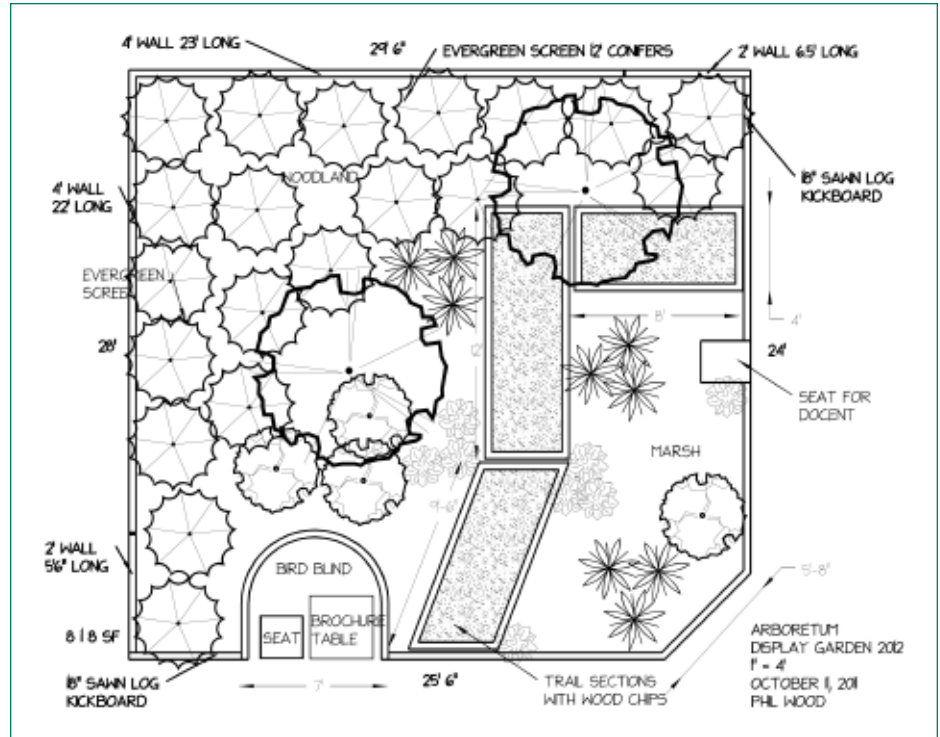 4' WALL 23' LONG
29' 6"
EVERGREEN SCREEN 12' CONIFERS
2' WALL 6.5' LONG
WOODLAND
18" SAWN LOG
KICKBOARD
4' WALL
22' LONG
EVERGREEN
SCREEN
28'
12'
8'
4'
24'
SEAT FOR
DOCENT
MARSH
9'-6"
2' WALL
5'6" LONG
BIRD BLIND
SEAT
BROCHURE
TABLE
5'-8"
818 SF
18" SAWN LOG
KICKBOARD
7'
25' 6"
TRAIL SECTIONS
WITH WOOD CHIPS
ARBORETUM
DISPLAY GARDEN 2012
1" = 4'
OCTOBER 11, 2011
PHIL WOOD